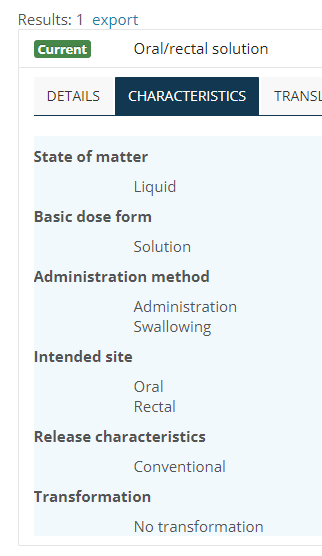 Results: 1 export
Current Oral/rectal solution
DETAILS CHARACTERISTICS TRANSL
State of matter
Liquid
Basic dose form
Solution
Administration method
Administration
Swallowing
Intended site
Oral
Rectal
Release characteristics
Conventional
Transformation
No transformation